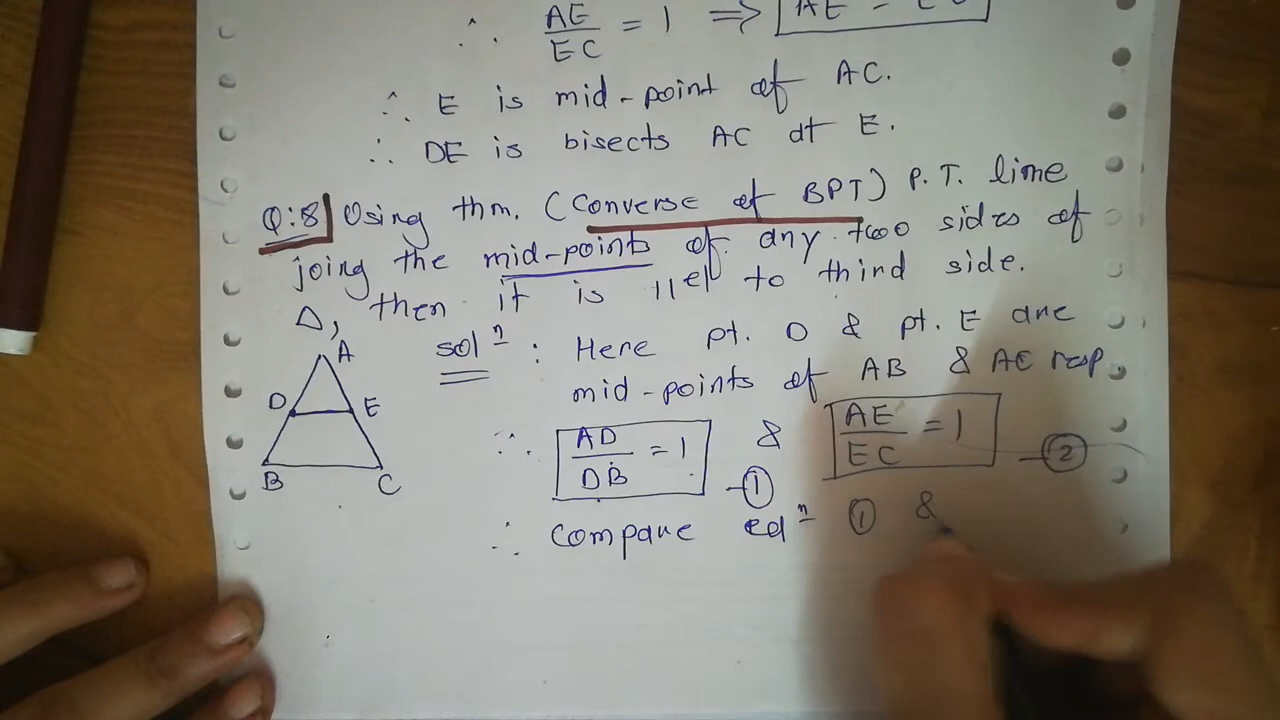 ∴ AE/EC = 1 ⇒ AE =
∴ E is mid-point of AC.
∴ DE is bisects AC at E.
Q:8 Using thm. (Converse of BPT) P.T. line
joing the mid-points of any two sides of
Δ, then it is ||el to third side.
solⁿ : Here pt. D & pt. E are
mid-points of AB & AC resp.
∴ AD/DB = 1 -① & AE/EC = 1 -②
∴ compare eqⁿ ① &
A
D E
B C